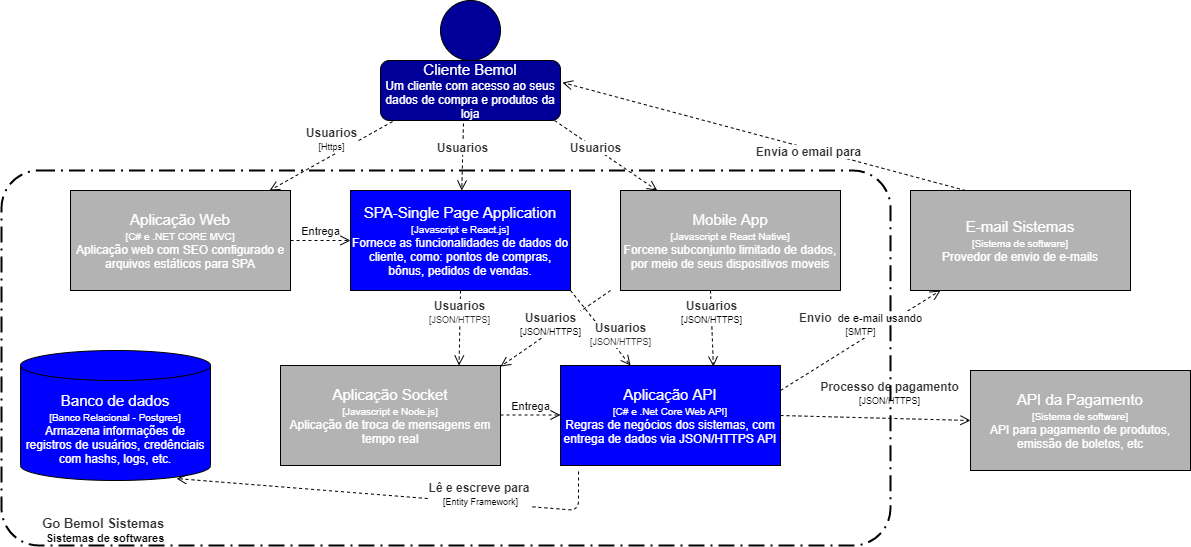 Cliente Bemol
Um cliente com acesso ao seus
dados de compra e produtos da
loja
Usuarios
[Https]
Usuarios
Usuarios
Envia o email para
Aplicação Web
[C# e .NET CORE MVC]
Aplicação web com SEO configurado e
arquivos estáticos para SPA
Entrega
SPA-Single Page Application
[Javascript e React.js]
Fornece as funcionalidades de dados do
cliente, como: pontos de compras,
bônus, pedidos de vendas.
Mobile App
[Javascript e React Native]
Forcene subconjunto limitado de dados,
por meio de seus dispositivos moveis
E-mail Sistemas
[Sistema de software]
Provedor de envio de e-mails
Usuarios
[JSON/HTTPS]
Usuarios
[JSON/HTTPS]
Usuarios
[JSON/HTTPS]
Usuarios
[JSON/HTTPS]
Envio de e-mail usando
[SMTP]
Banco de dados
[Banco Relacional - Postgres]
Armazena informações de
registros de usuários, credênciais
com hashs, logs, etc.
Aplicação Socket
[Javascript e Node.js]
Aplicação de troca de mensagens em
tempo real
Entrega
Aplicação API
[C# e .Net Core Web API]
Regras de negócios dos sistemas, com
entrega de dados via JSON/HTTPS API
Processo de pagamento
[JSON/HTTPS]
API da Pagamento
[Sistema de software]
API para pagamento de produtos,
emissão de boletos, etc
Lê e escreve para
[Entity Framework]
Go Bemol Sistemas
Sistemas de softwares